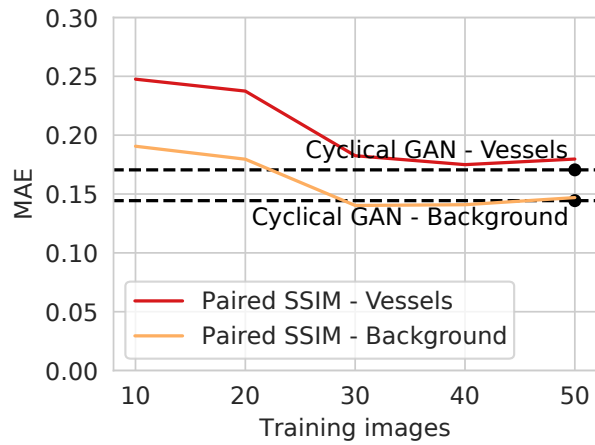 0.30
0.25
0.20
0.15
0.10
0.05
0.00
MAE
Cyclical GAN - Vessels
Cyclical GAN - Background
Paired SSIM - Vessels
Paired SSIM - Background
10 20 30 40 50
Training images